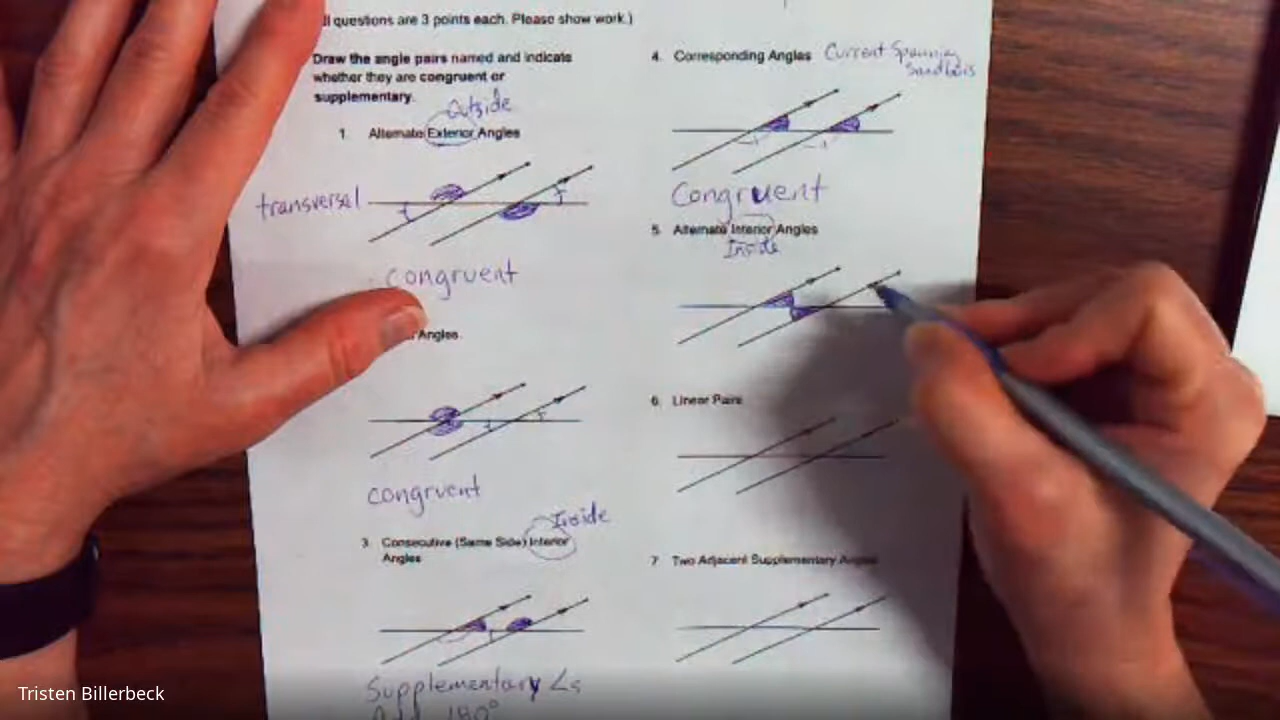 ll questions are 3 points each. Please show work.)
Draw the angle pairs named and indicate
whether they are congruent or
supplementary.
Outside
1. Alternate Exterior Angles
transversal
congruent
Angles.
congruent
Inside
3. Consecutive (Same Side) Interior
Angles
Supplementary ∠s
180°
4. Corresponding Angles
Current
Congruent
5. Alternate Interior Angles
Inside
6. Linear Pairs
7 Two Adjacent Supplementary Angles
Tristen Billerbeck